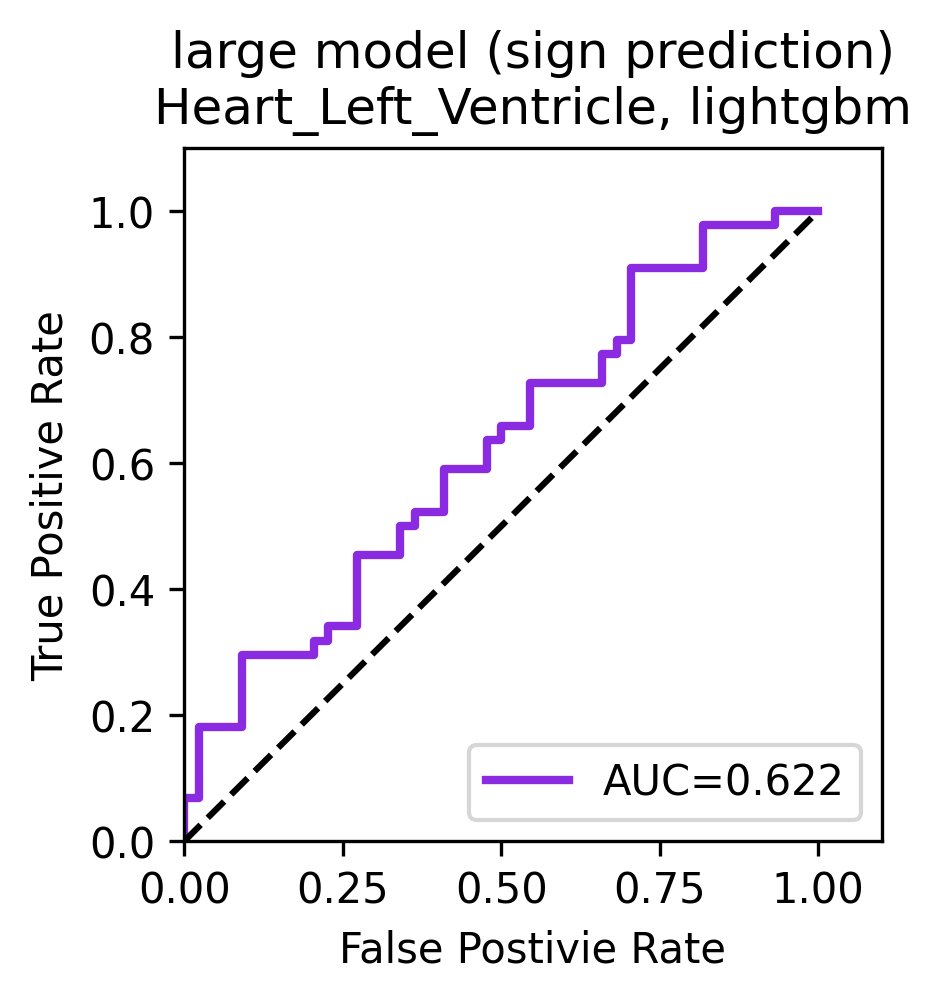 large model (sign prediction)
Heart_Left_Ventricle, lightgbm
1.0
0.8
0.6
0.4
0.2
0.0
True Positive Rate
AUC=0.622
0.00 0.25 0.50 0.75 1.00
False Postivie Rate